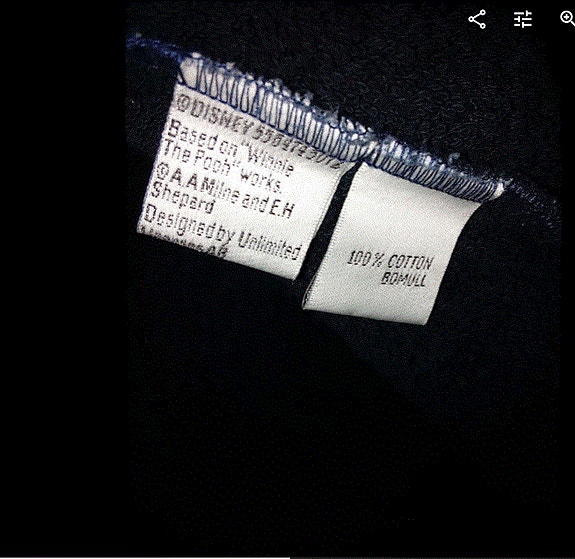 ©DISNEY
Based on "Winnie
The Pooh" works.
©A.A Milne and E.H
Shepard
Designed by Unlimited
100% COTTON
BOMULL